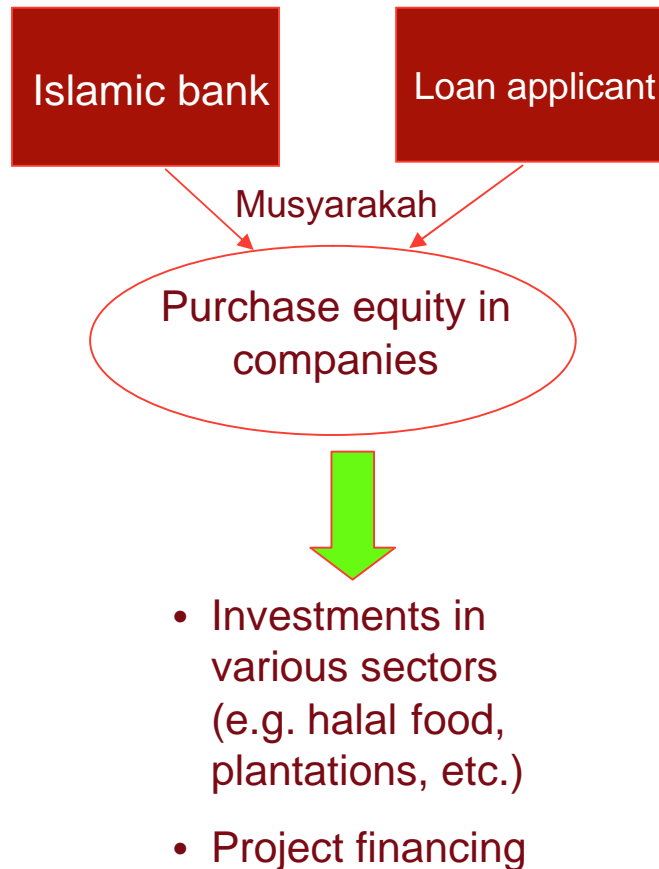 Islamic bank
Loan applicant
Musyarakah
Purchase equity in
companies
• Investments in
various sectors
(e.g. halal food,
plantations, etc.)
• Project financing